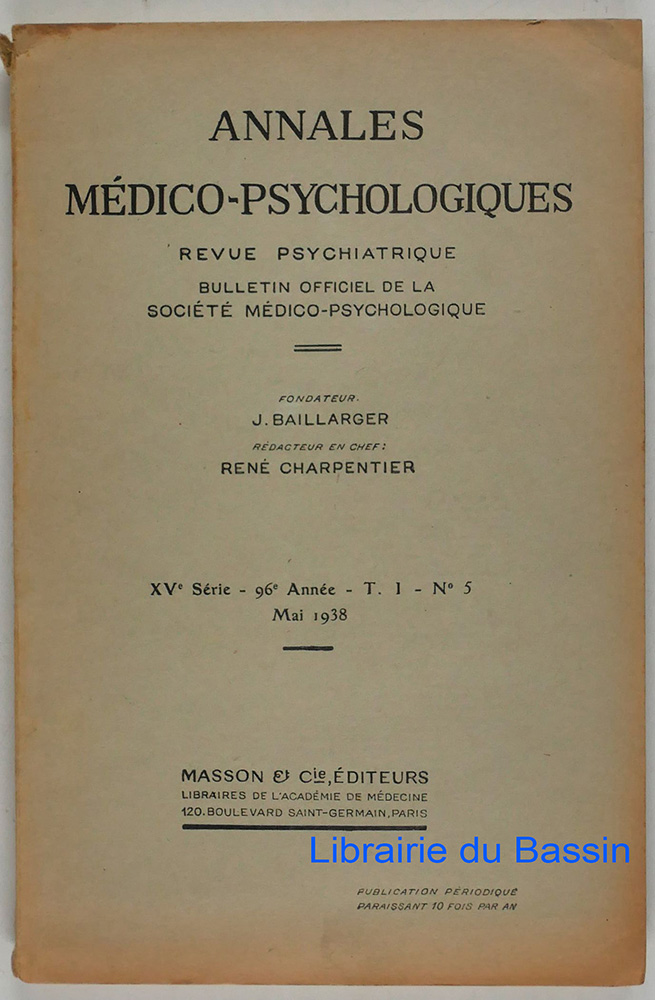 ANNALES
MÉDICO-PSYCHOLOGIQUES
REVUE PSYCHIATRIQUE
BULLETIN OFFICIEL DE LA
SOCIÉTÉ MÉDICO-PSYCHOLOGIQUE
FONDATEUR.
J. BAILLARGER
RÉDACTEUR EN CHEF:
RENÉ CHARPENTIER
XVe Série - 96e Année - T. I - No 5
Mai 1938
MASSON & Cie, ÉDITEURS
LIBRAIRES DE L'ACADÉMIE DE MÉDECINE
120. BOULEVARD SAINT-GERMAIN, PARIS
Librairie du Bassin
PUBLICATION PÉRIODIQUE
PARAISSANT 10 FOIS PAR AN